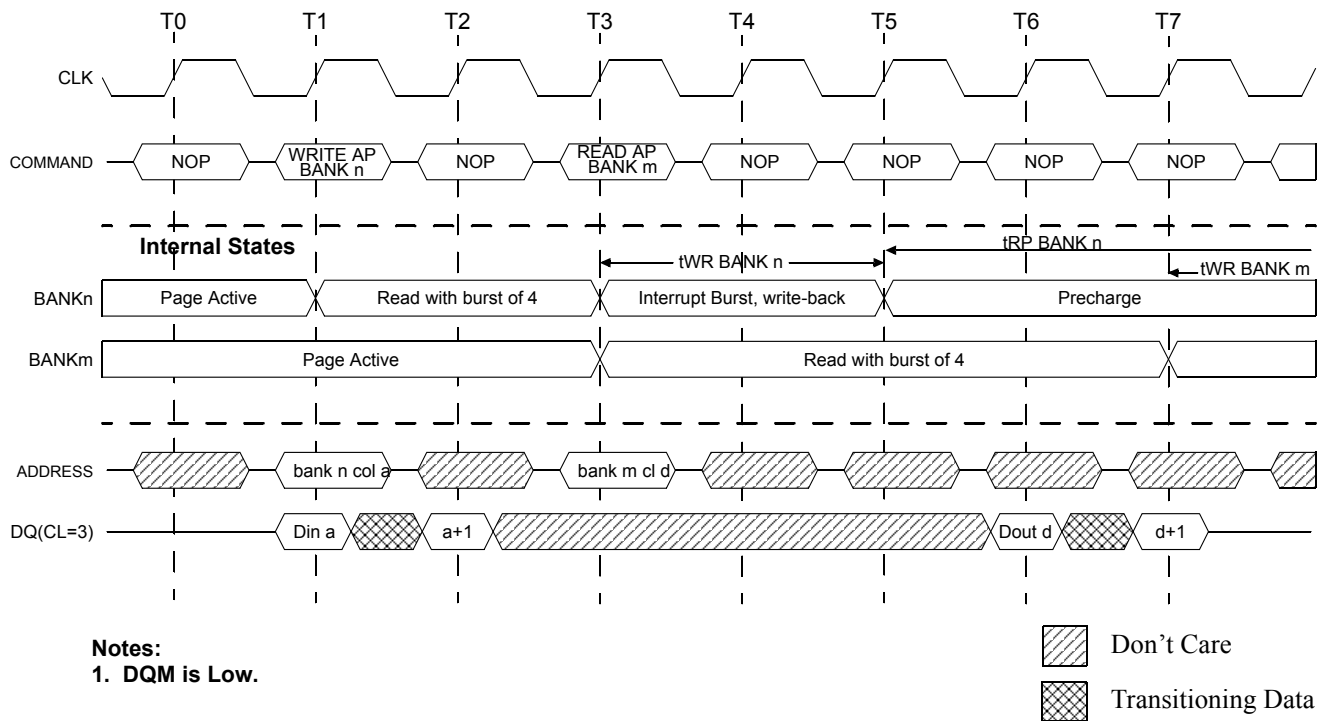 T0 T1 T2 T3 T4 T5 T6 T7
CLK
COMMAND NOP WRITE AP BANK n NOP READ AP BANK m NOP NOP NOP NOP
Internal States
tRP BANK n
tWR BANK n
tWR BANK m
BANKn Page Active Read with burst of 4 Interrupt Burst, write-back Precharge
BANKm Page Active Read with burst of 4
ADDRESS bank n col a bank m cl d
DQ(CL=3) Din a a+1 Dout d d+1
Notes:
1. DQM is Low.
Don't Care
Transitioning Data